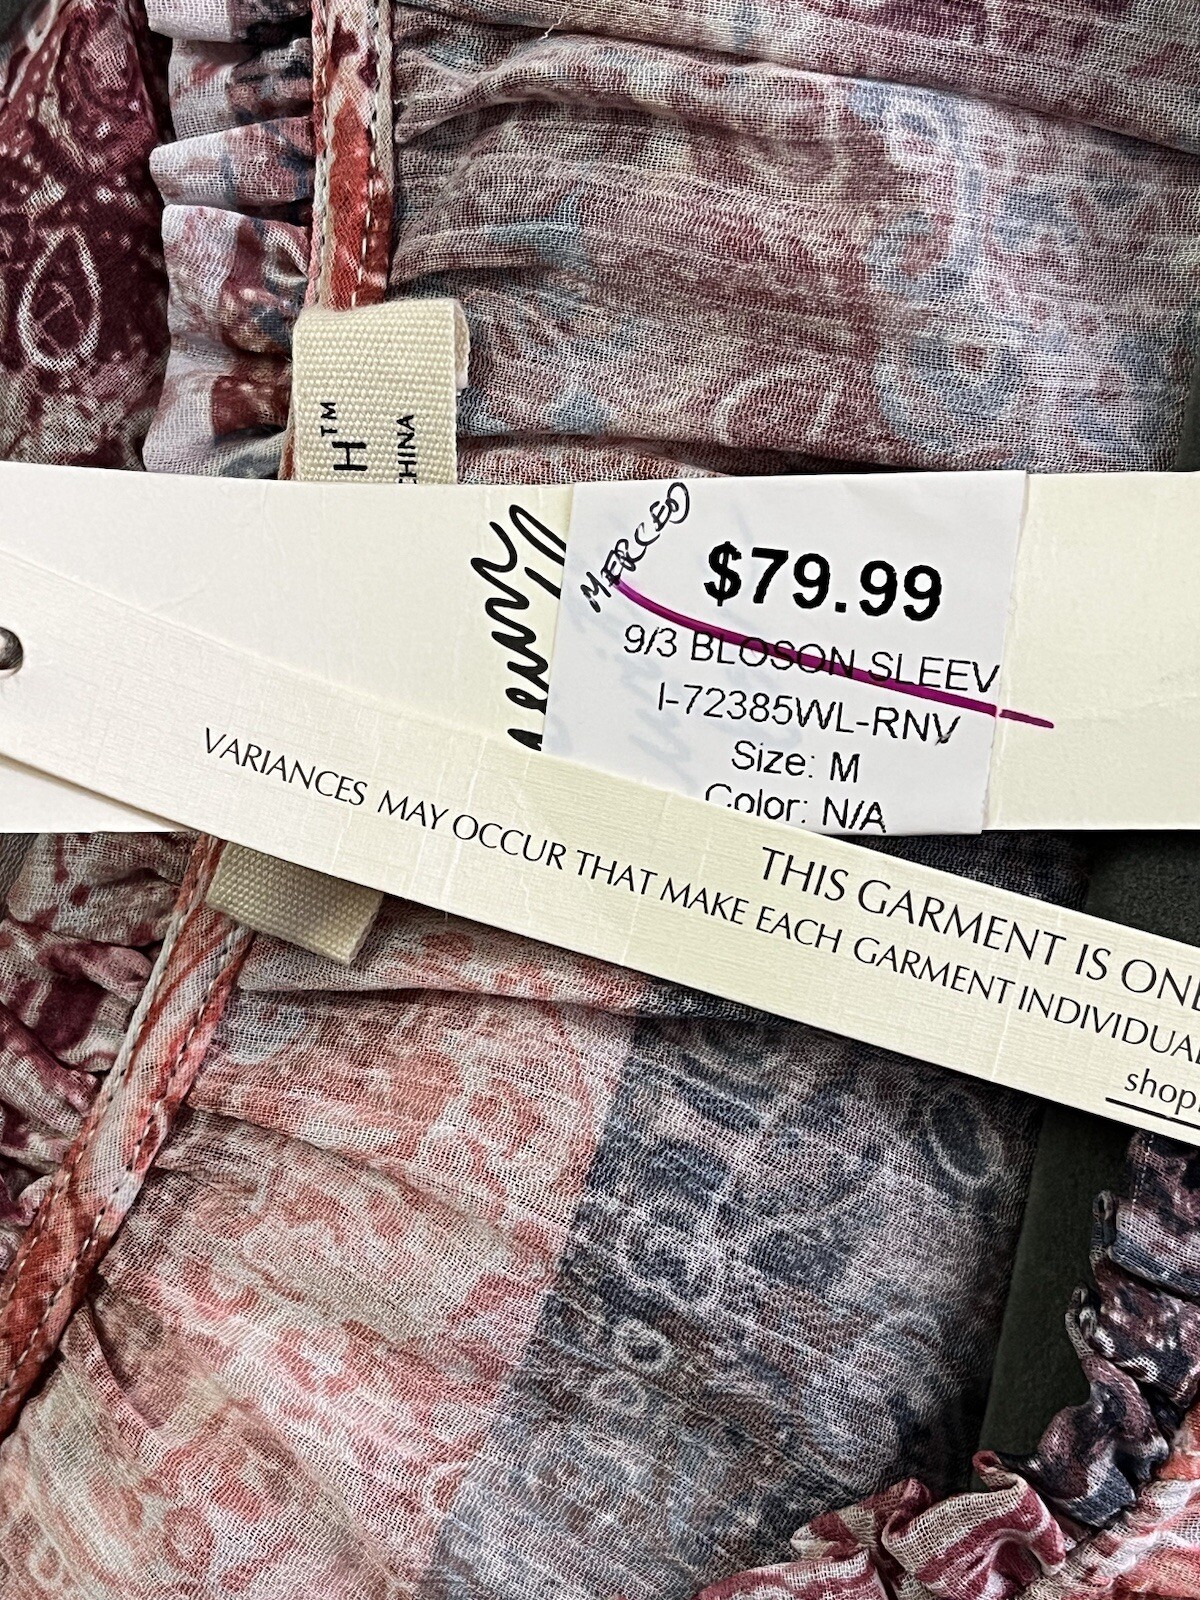 H™
CHINA
MERCED
$79.99
9/3 BLOSON SLEEV
I-72385WL-RNV
Size: M
Color: N/A
THIS GARMENT IS ON
VARIANCES MAY OCCUR THAT MAKE EACH GARMENT INDIVIDUA
shop